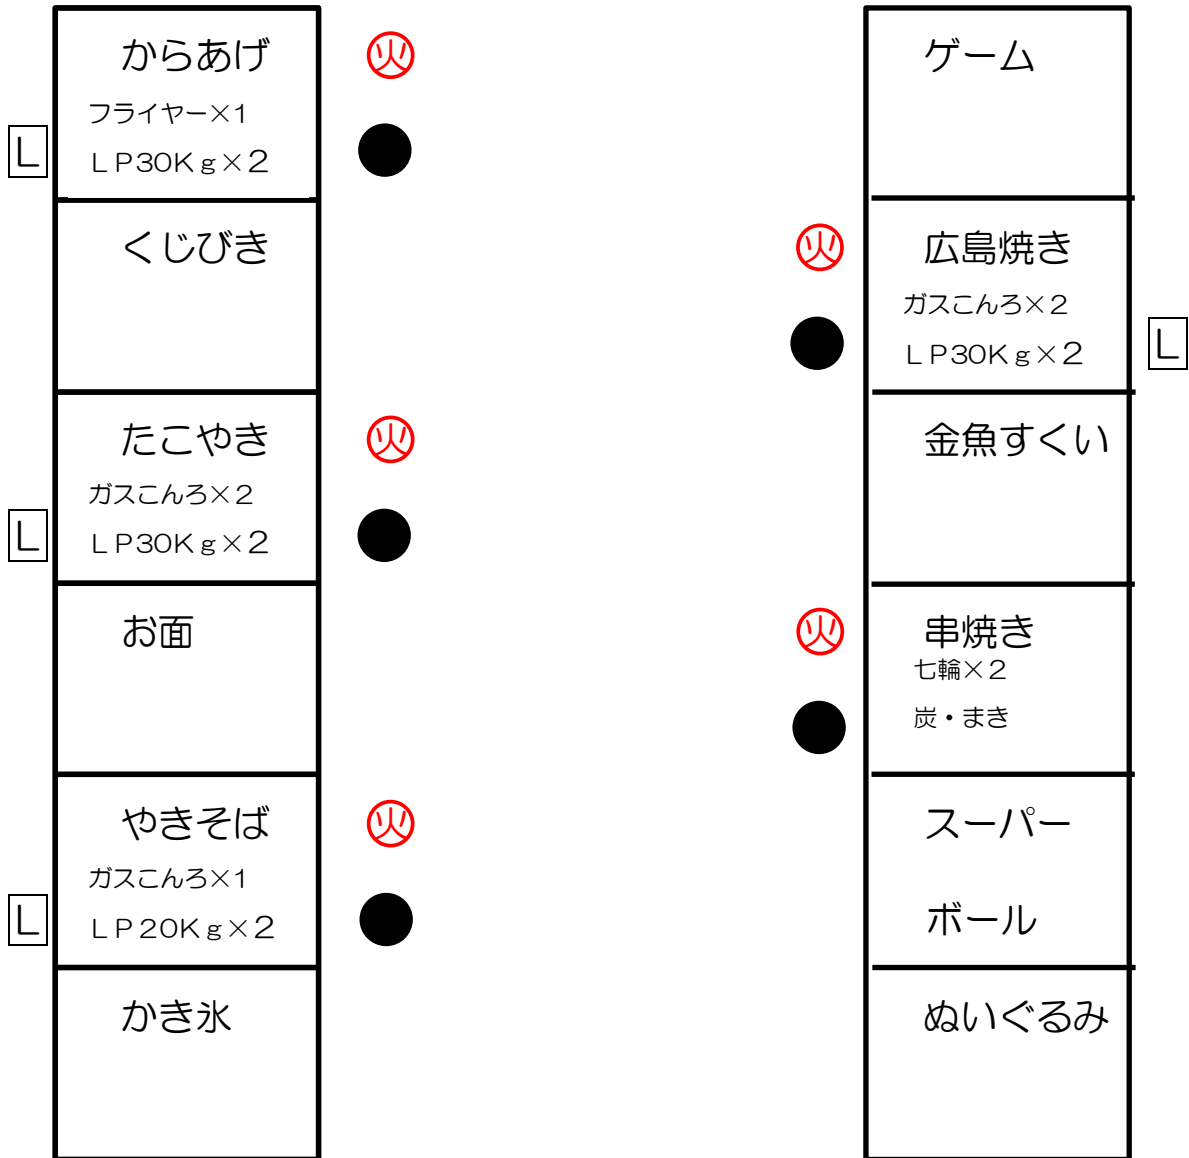 からあげ
㊋
フライヤー×1
L
ＬＰ30Kｇ×2
くじびき
たこやき
㊋
ガスこんろ×２
L
ＬＰ30Kｇ×2
お面
やきそば
㊋
ガスこんろ×1
L
ＬＰ20Kｇ×2
かき氷
ゲーム
㊋
広島焼き
ガスこんろ×２
ＬＰ30Kｇ×2
L
金魚すくい
㊋
串焼き
七輪×２
炭・まき
スーパー
ボール
ぬいぐるみ